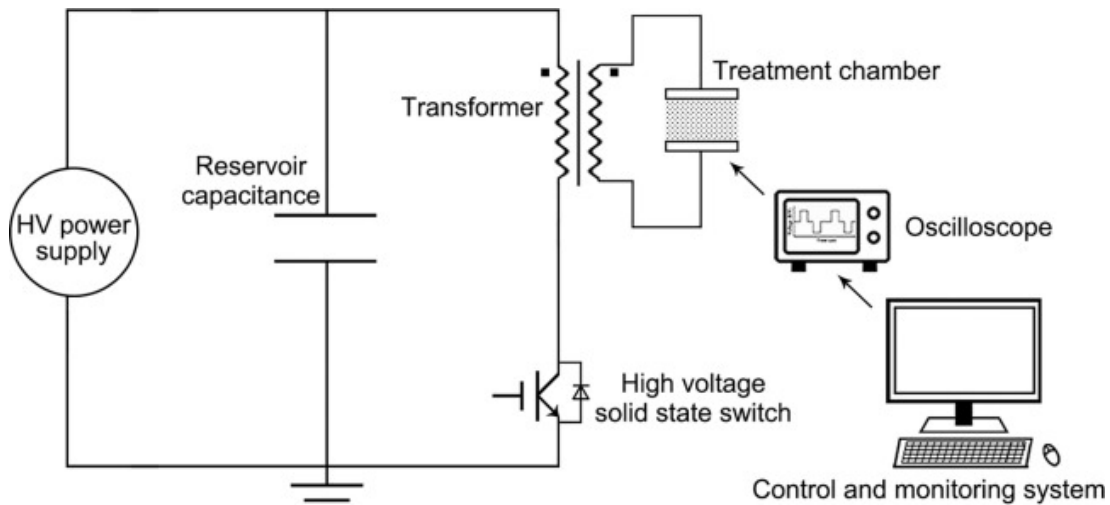 HV power
supply
Reservoir
capacitance
Transformer
Treatment chamber
Oscilloscope
High voltage
solid state switch
Control and monitoring system